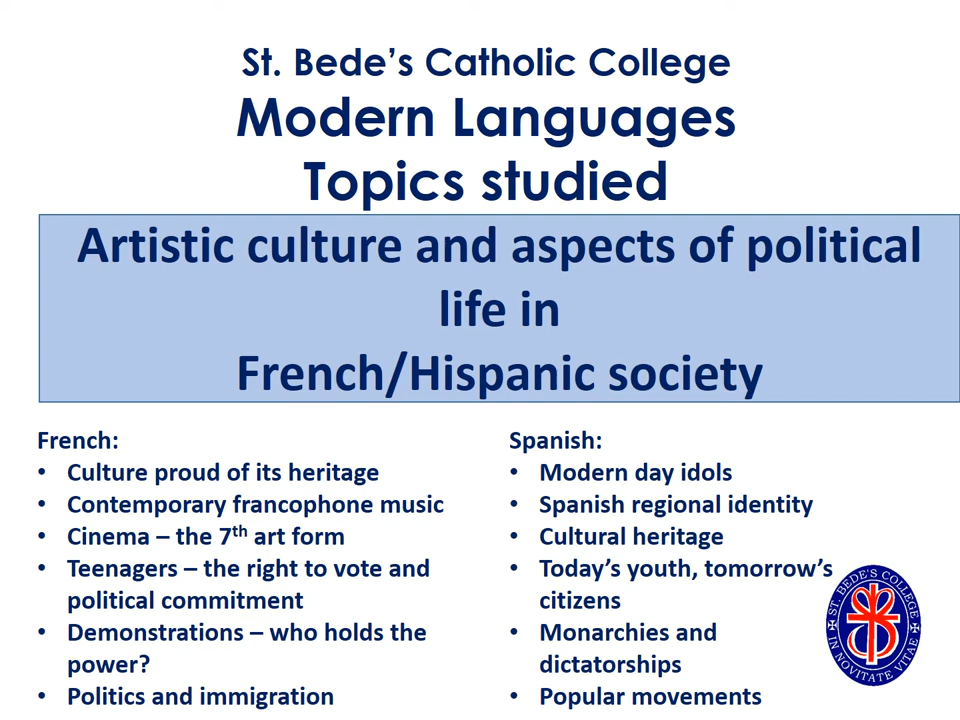 St. Bede’s Catholic College
Modern Languages
Topics studied
Artistic culture and aspects of political
life in
French/Hispanic society
French:
• Culture proud of its heritage
• Contemporary francophone music
• Cinema – the 7th art form
• Teenagers – the right to vote and
political commitment
• Demonstrations – who holds the
power?
• Politics and immigration
Spanish:
• Modern day idols
• Spanish regional identity
• Cultural heritage
• Today’s youth, tomorrow’s
citizens
• Monarchies and
dictatorships
• Popular movements
ST. BEDE'S COLLEGE
IN NOVITATE VITAE